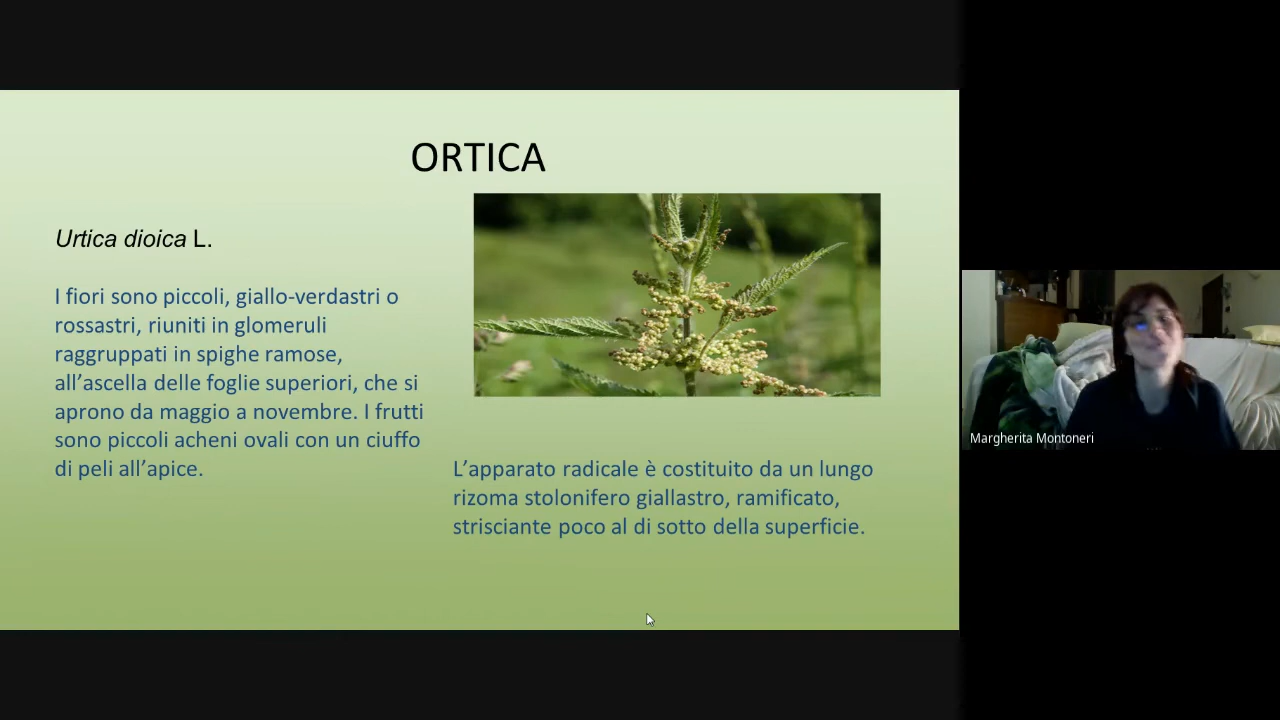 ORTICA
Urtica dioica L.
I fiori sono piccoli, giallo-verdastri o
rossastri, riuniti in glomeruli
raggruppati in spighe ramose,
all’ascella delle foglie superiori, che si
aprono da maggio a novembre. I frutti
sono piccoli acheni ovali con un ciuffo
di peli all’apice.
L’apparato radicale è costituito da un lungo
rizoma stolonifero giallastro, ramificato,
strisciante poco al di sotto della superficie.
Margherita Montoneri